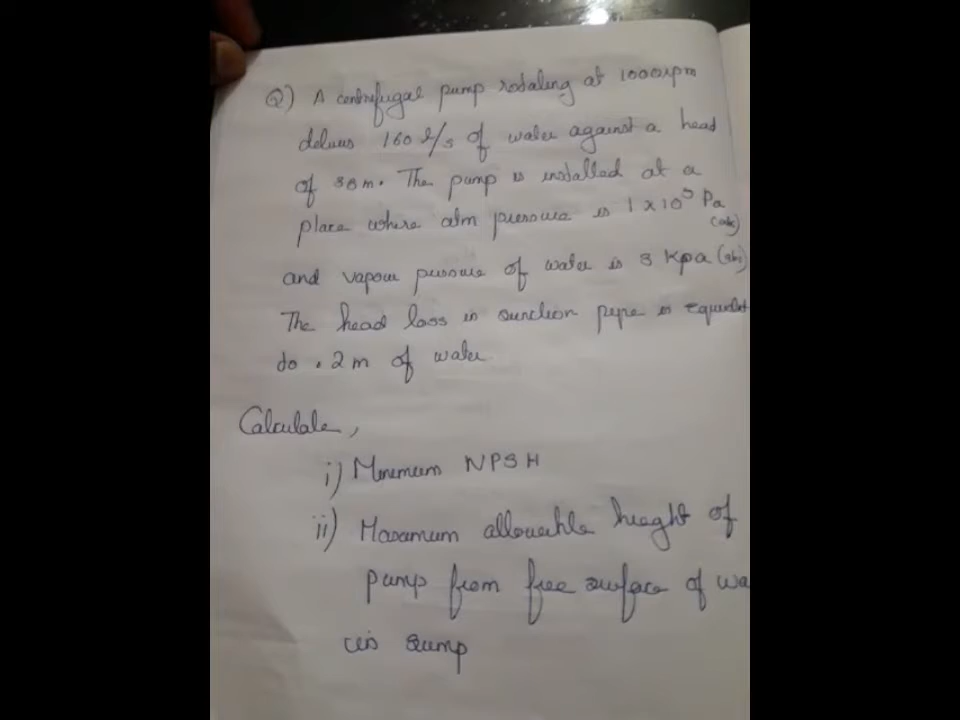 Q) A centrifugal pump rotating at 1000rpm
delivers 160 l/s of water against a head
of 30m. The pump is installed at a
place where atm pressure is 1 x 10⁵ Pa
(abs)
and vapour pressure of water is 3 Kpa (abs)
The head loss in suction pipe is equivalent
to .2m of water
Calculate,
i) Minimum NPSH
ii) Maximum allowable height of
pump from free surface of wa
in sump